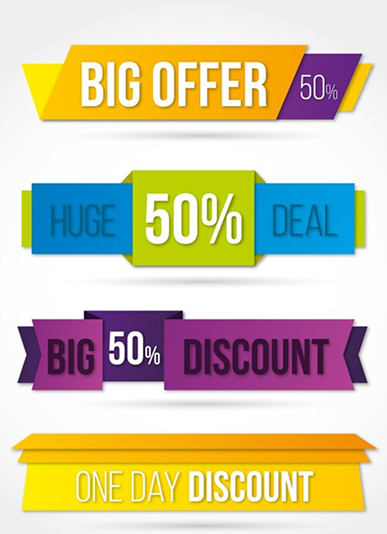 BIG OFFER 50%
HUGE 50% DEAL
BIG 50% DISCOUNT
ONE DAY DISCOUNT